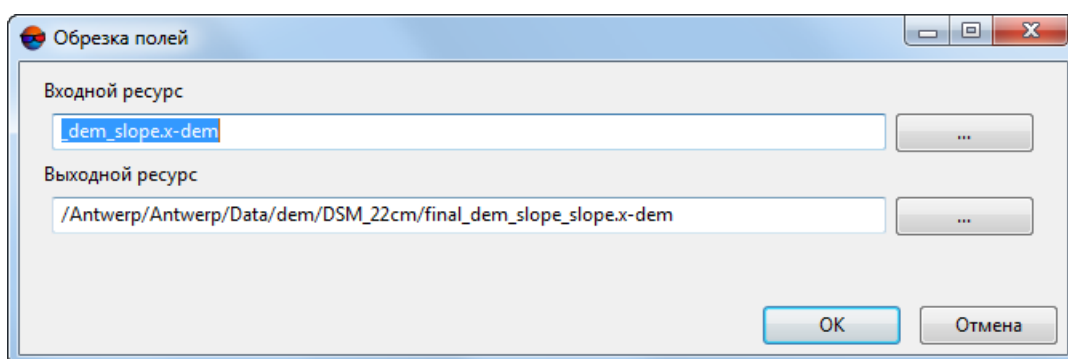 Обрезка полей
Входной ресурс
_dem_slope.x-dem
...
Выходной ресурс
/Antwerp/Antwerp/Data/dem/DSM_22cm/final_dem_slope_slope.x-dem
...
OK
Отмена